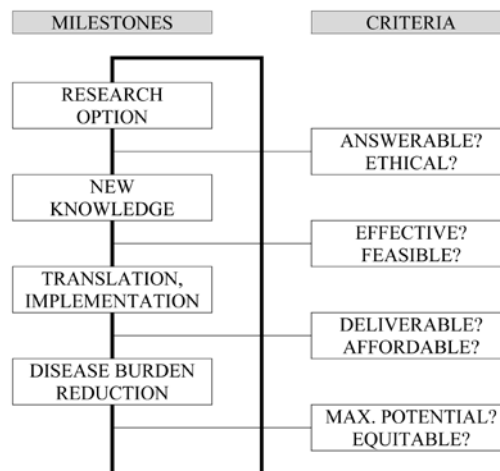 MILESTONES
CRITERIA
RESEARCH
OPTION
ANSWERABLE?
ETHICAL?
NEW
KNOWLEDGE
EFFECTIVE?
FEASIBLE?
TRANSLATION,
IMPLEMENTATION
DELIVERABLE?
AFFORDABLE?
DISEASE BURDEN
REDUCTION
MAX. POTENTIAL?
EQUITABLE?